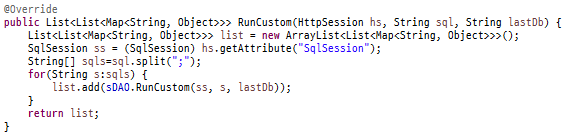 @Override
public List<List<Map<String, Object>>> RunCustom(HttpSession hs, String sql, String lastDb) {
List<List<Map<String, Object>>> list = new ArrayList<List<Map<String, Object>>>();
SqlSession ss = (SqlSession) hs.getAttribute("SqlSession");
String[] sqls=sql.split(";");
for(String s:sqls) {
list.add(sDAO.RunCustom(ss, s, lastDb));
}
return list;
}